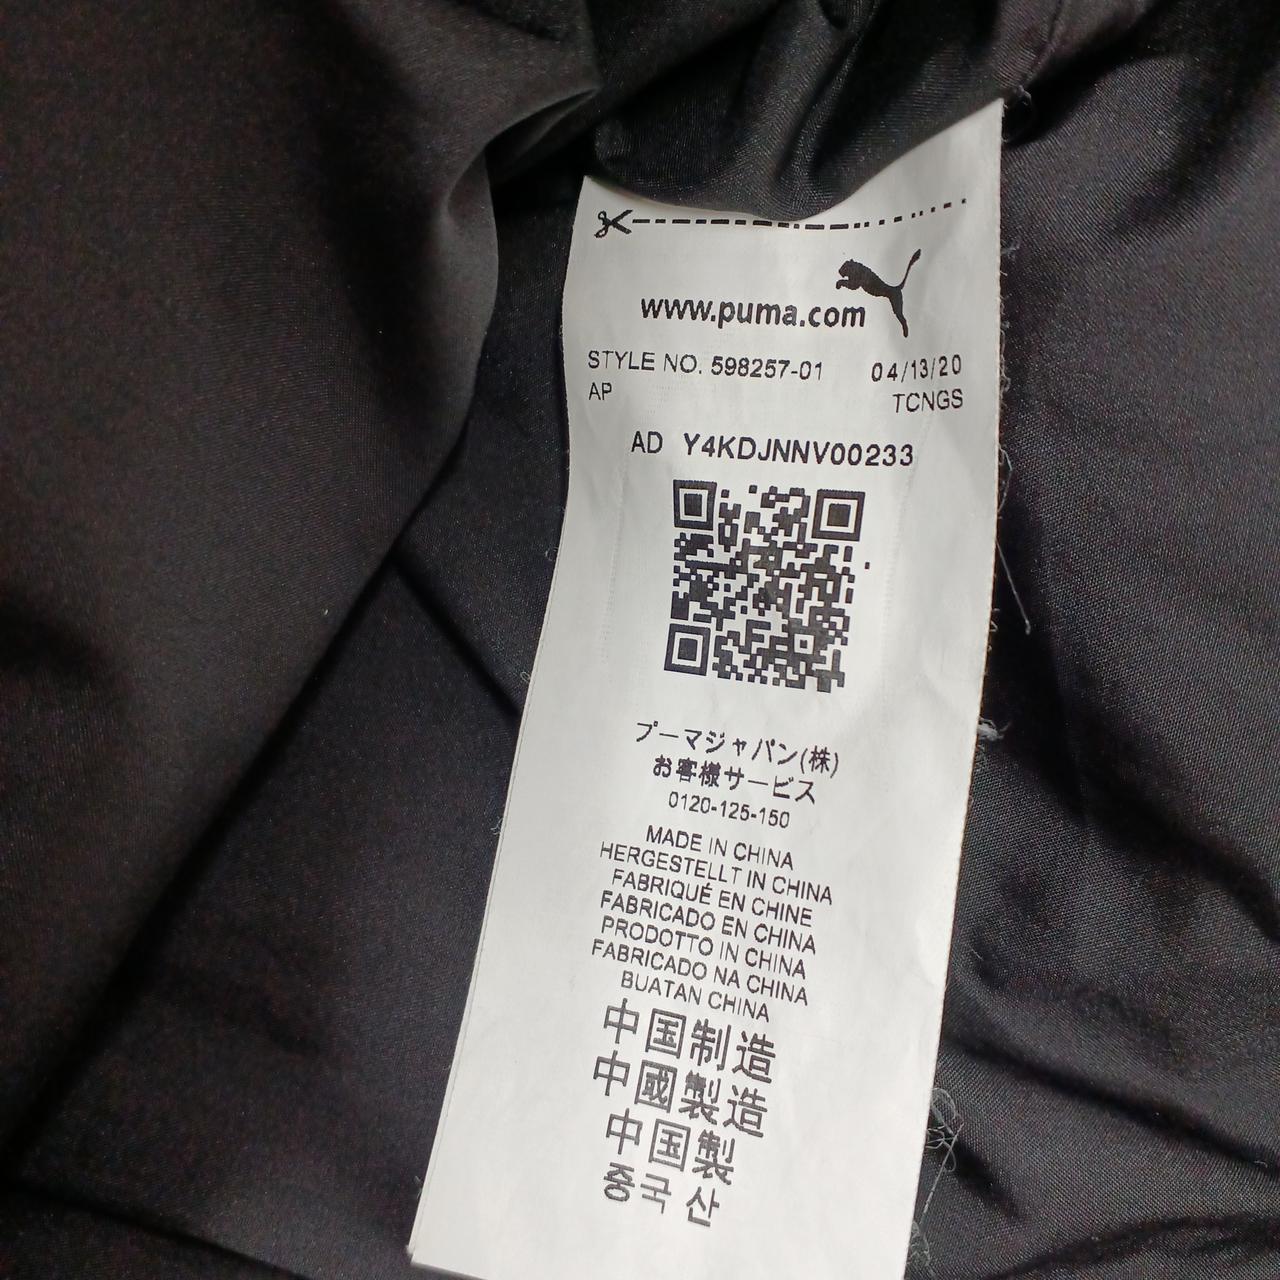 www.puma.com
STYLE NO. 598257-01 04/13/20
AP TCNGS
AD Y4KDJNNV00233
プーマジャパン(株)
お客様サービス
0120-125-150
MADE IN CHINA
HERGESTELLT IN CHINA
FABRIQUÉ EN CHINE
FABRICADO EN CHINA
PRODOTTO IN CHINA
FABRICADO NA CHINA
BUATAN CHINA
中国制造
中國製造
中国製
중국 산